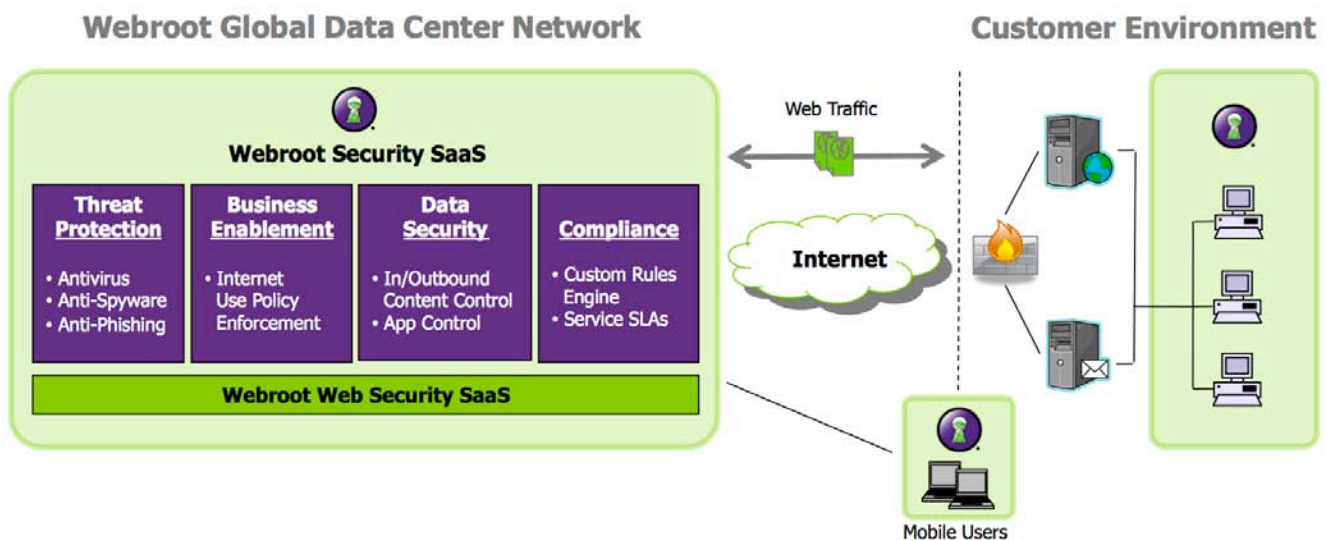 Webroot Global Data Center Network
Customer Environment
Webroot Security SaaS
Web Traffic
Threat
Protection
• Antivirus
• Anti-Spyware
• Anti-Phishing
Business
Enablement
• Internet
Use Policy
Enforcement
Data
Security
• In/Outbound
Content Control
• App Control
Compliance
• Custom Rules
Engine
• Service SLAs
Internet
Webroot Web Security SaaS
Mobile Users